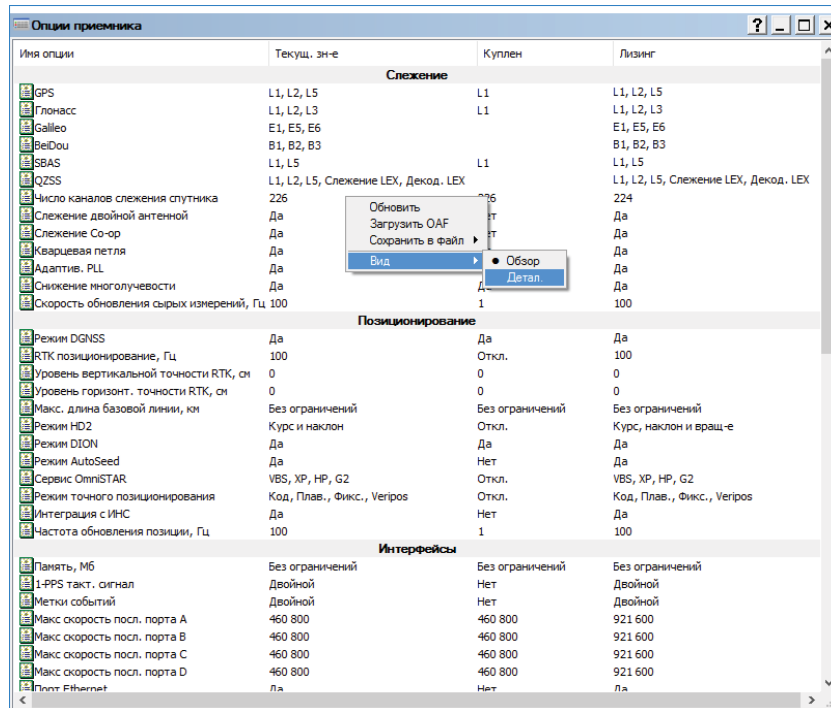 Опции приемника
Имя опции Текущ. зн-е Куплен Лизинг
Слежение
GPS L1, L2, L5 L1 L1, L2, L5
Глонасс L1, L2, L3 L1 L1, L2, L3
Galileo E1, E5, E6 E1, E5, E6
BeiDou B1, B2, B3 B1, B2, B3
SBAS L1, L5 L1 L1, L5
QZSS L1, L2, L5, Слежение LEX, Декод. LEX L1, L2, L5, Слежение LEX, Декод. LEX
Число каналов слежения спутника 226 224
Слежение двойной антенной Да Да
Слежение Co-op Да Да
Кварцевая петля Да Да
Адаптив. PLL Да Да
Снижение многолучевости Да Да
Скорость обновления сырых измерений, Гц 100 1 100
Обновить
Загрузить OAF
Сохранить в файл
Вид
Обзор
Детал.
Позиционирование
Режим DGNSS Да Да Да
RTK позиционирование, Гц 100 Откл. 100
Уровень вертикальной точности RTK, см 0 0 0
Уровень горизонт. точности RTK, см 0 0 0
Макс. длина базовой линии, км Без ограничений Без ограничений Без ограничений
Режим HD2 Курс и наклон Откл. Курс, наклон и вращ-е
Режим DION Да Да Да
Режим AutoSeed Да Нет Да
Сервис OmniSTAR VBS, XP, HP, G2 Откл. VBS, XP, HP, G2
Режим точного позиционирования Код, Плав., Фикс., Veripos Откл. Код, Плав., Фикс., Veripos
Интеграция с ИНС Да Нет Да
Частота обновления позиции, Гц 100 1 100
Интерфейсы
Память, Мб Без ограничений Без ограничений Без ограничений
1-PPS такт. сигнал Двойной Нет Двойной
Метки событий Двойной Нет Двойной
Макс скорость посл. порта A 460 800 460 800 921 600
Макс скорость посл. порта B 460 800 460 800 921 600
Макс скорость посл. порта C 460 800 460 800 921 600
Макс скорость посл. порта D 460 800 460 800 921 600
Порт Ethernet Да Нет Да